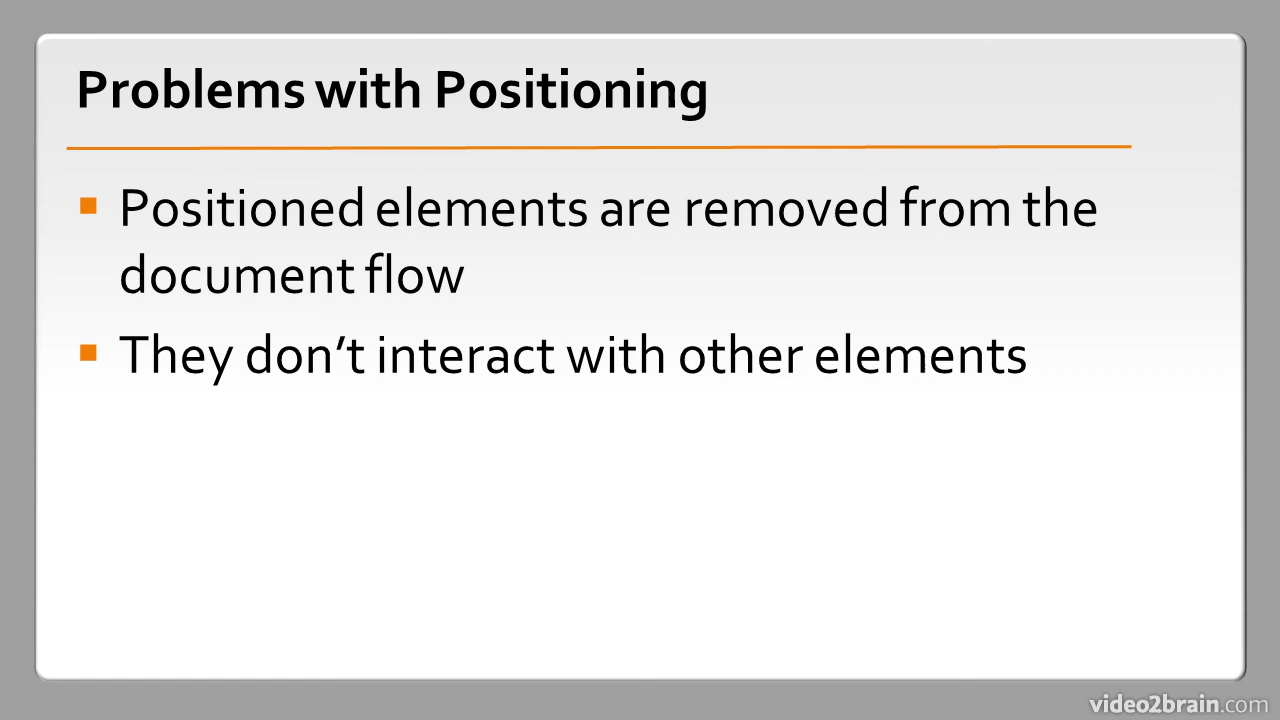 Problems with Positioning
Positioned elements are removed from the
document flow
They don’t interact with other elements
video2brain.com